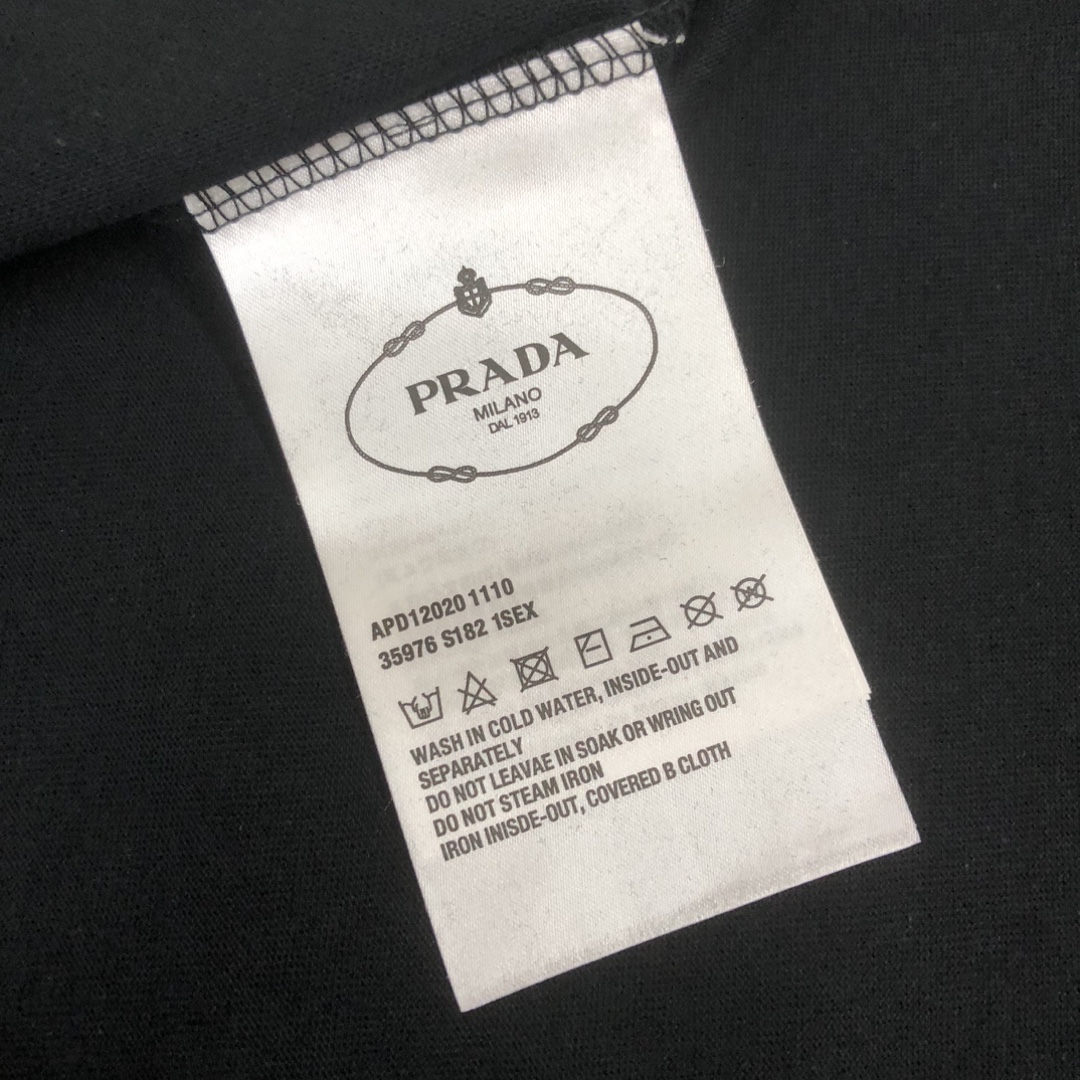 PRADA
MILANO
DAL 1913
APD12020 1110
35976 S182 1SEX
WASH IN COLD WATER, INSIDE-OUT AND
SEPARATELY
DO NOT LEAVAE IN SOAK OR WRING OUT
DO NOT STEAM IRON
IRON INISDE-OUT, COVERED B CLOTH